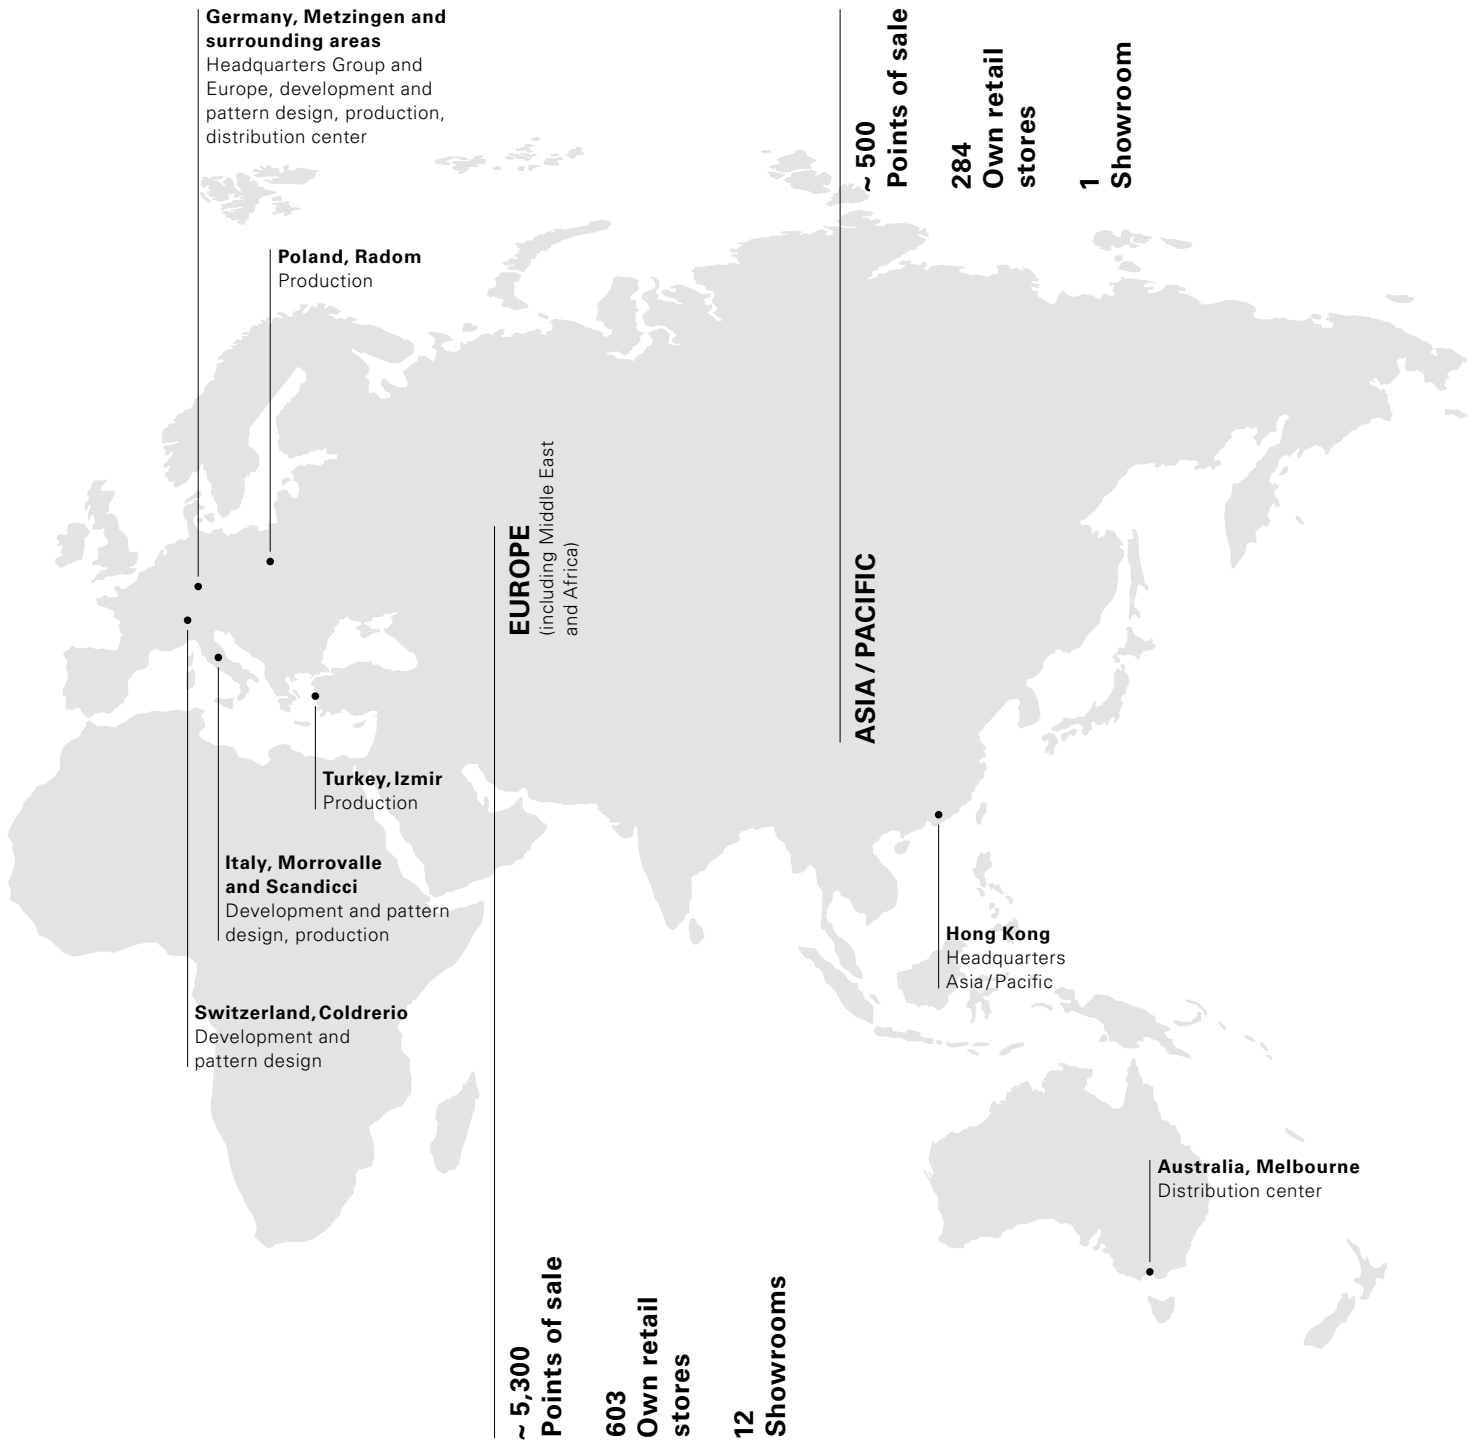 Germany, Metzingen and
surrounding areas
Headquarters Group and
Europe, development and
pattern design, production,
distribution center
Poland, Radom
Production
EUROPE
(including Middle East
and Africa)
~ 5,300
Points of sale
603
Own retail
stores
12
Showrooms
ASIA / PACIFIC
~ 500
Points of sale
284
Own retail
stores
1
Showroom
Turkey, Izmir
Production
Italy, Morrovalle
and Scandicci
Development and pattern
design, production
Switzerland, Coldrerio
Development and
pattern design
Hong Kong
Headquarters
Asia / Pacific
Australia, Melbourne
Distribution center